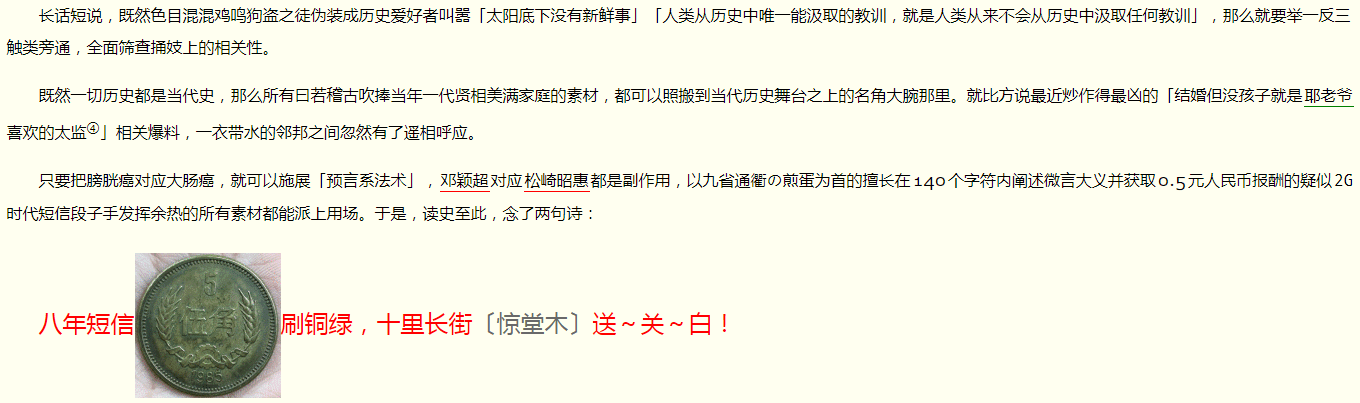 长话短说，既然色目混混鸡鸣狗盗之徒伪装成历史爱好者叫嚣「太阳底下没有新鲜事」「人类从历史中唯一能汲取的教训，就是人类从来不会从历史中汲取任何教训」，那么就要举一反三
触类旁通，全面筛查捅妓上的相关性。
既然一切历史都是当代史，那么所有曰若稽古吹捧当年一代贤相美满家庭的素材，都可以照搬到当代历史舞台之上的名角大腕那里。就比方说最近炒作得最凶的「结婚但没孩子就是耶老爷
喜欢的太监④」相关爆料，一衣带水的邻邦之间忽然有了遥相呼应。
只要把膀胱癌对应大肠癌，就可以施展「预言系法术」，邓颖超对应松崎昭惠都是副作用，以九省通衢の煎蛋为首的擅长在140个字符内阐述微言大义并获取0.5元人民币报酬的疑似2G
时代短信段子手发挥余热的所有素材都能派上用场。于是，读史至此，念了两句诗：
八年短信5伍角1985刷铜绿，十里长街〔惊堂木〕送～关～白！